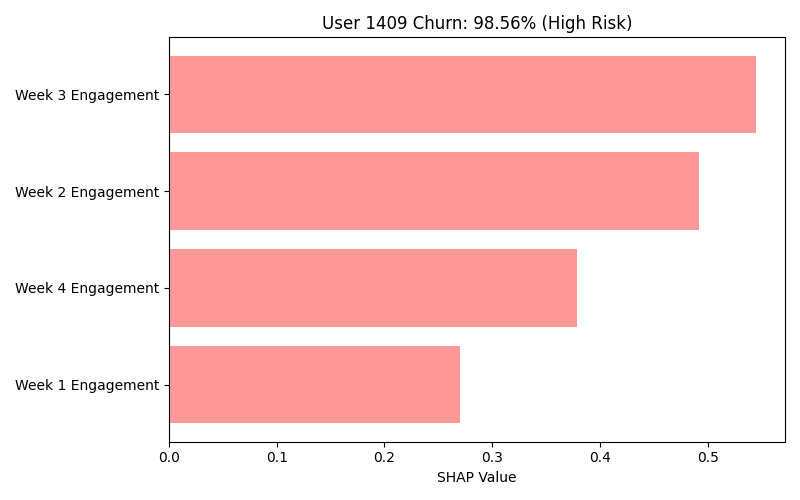 User 1409 Churn: 98.56% (High Risk)
Week 3 Engagement
Week 2 Engagement
Week 4 Engagement
Week 1 Engagement
0.0 0.1 0.2 0.3 0.4 0.5
SHAP Value